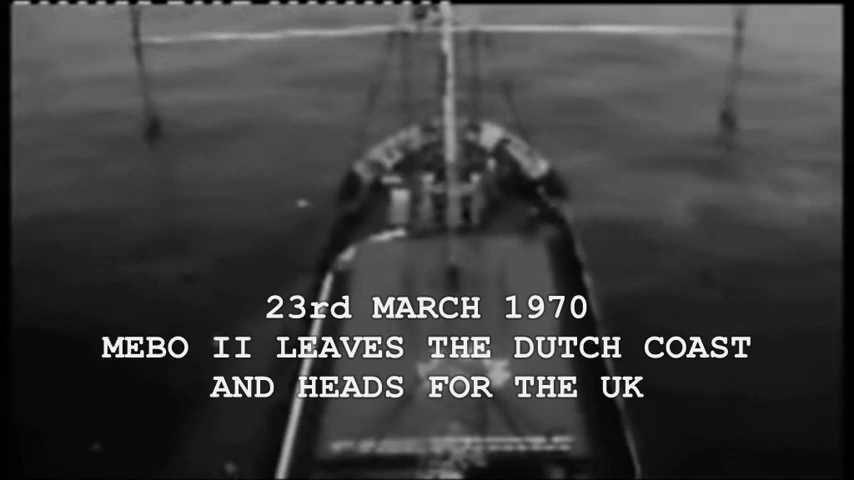 23rd MARCH 1970
MEBO II LEAVES THE DUTCH COAST
AND HEADS FOR THE UK